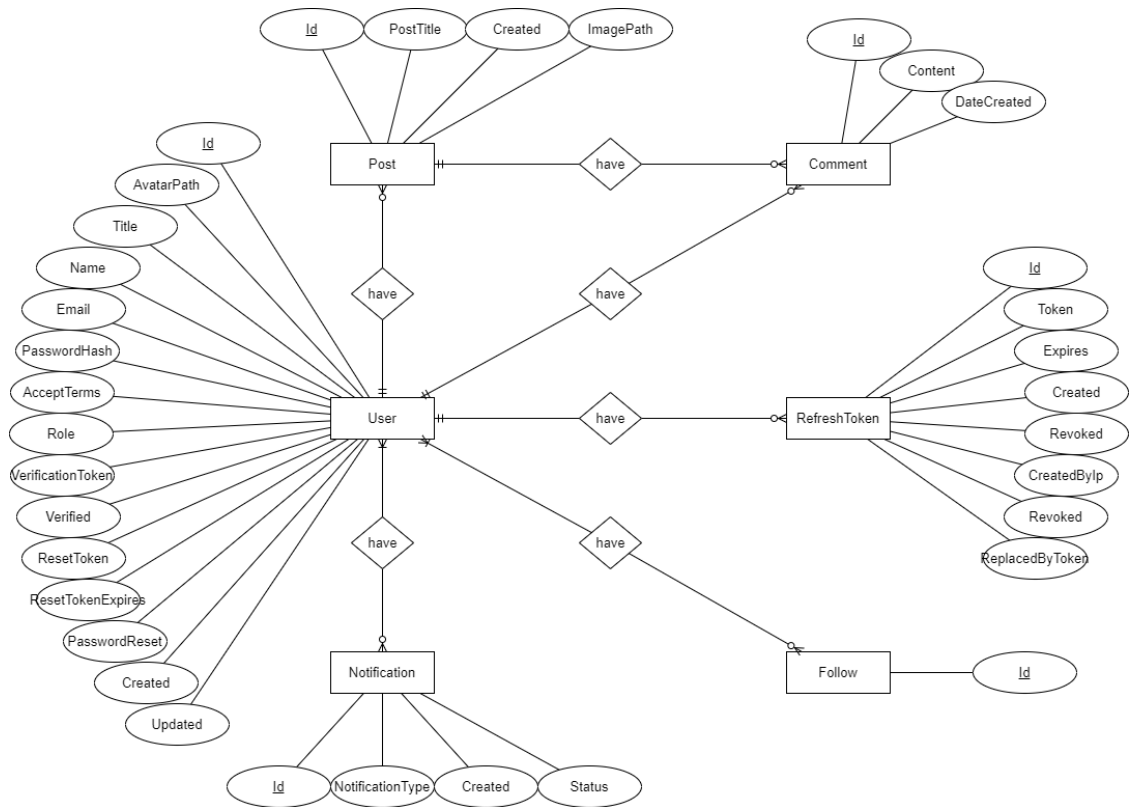 Id
PostTitle
Created
ImagePath
Id
Content
DateCreated
Id
AvatarPath
Title
Name
Email
PasswordHash
AcceptTerms
Role
VerificationToken
Verified
ResetToken
ResetTokenExpires
PasswordReset
Created
Updated
Post
have
Comment
have
have
User
have
RefreshToken
Id
Token
Expires
Created
Revoked
CreatedByIp
Revoked
ReplacedByToken
have
have
Notification
Follow
Id
Id
NotificationType
Created
Status